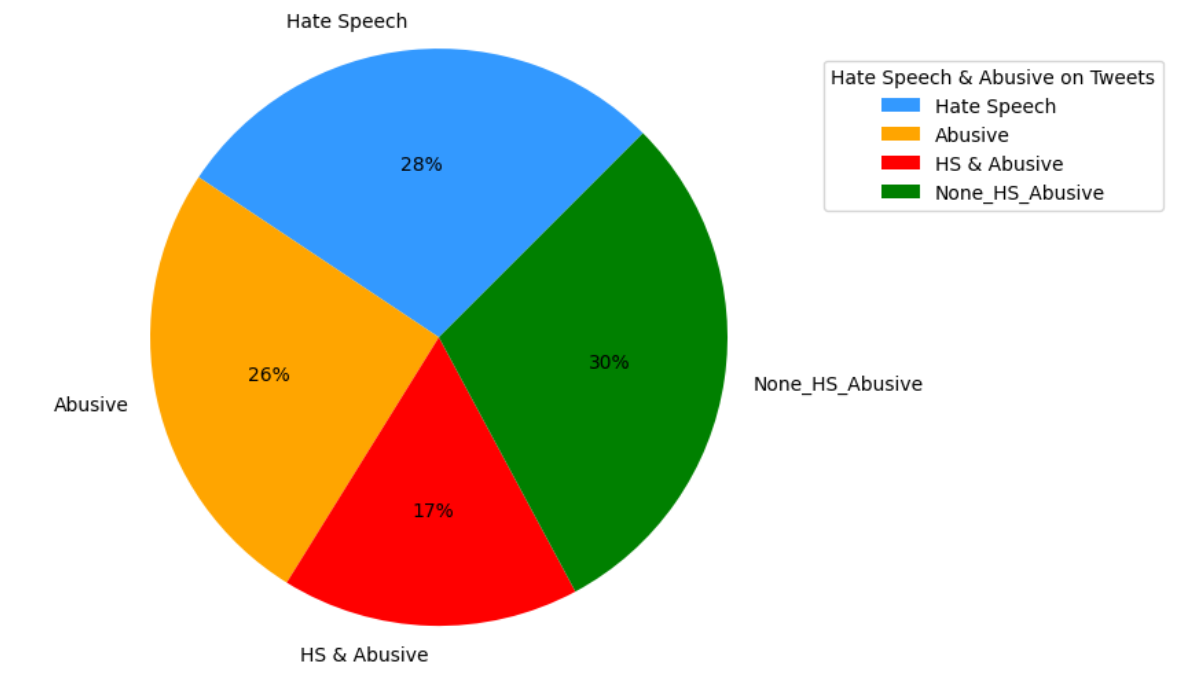 Hate Speech
Hate Speech & Abusive on Tweets
Hate Speech
Abusive
HS & Abusive
None_HS_Abusive
28%
30%
26%
None_HS_Abusive
Abusive
17%
HS & Abusive